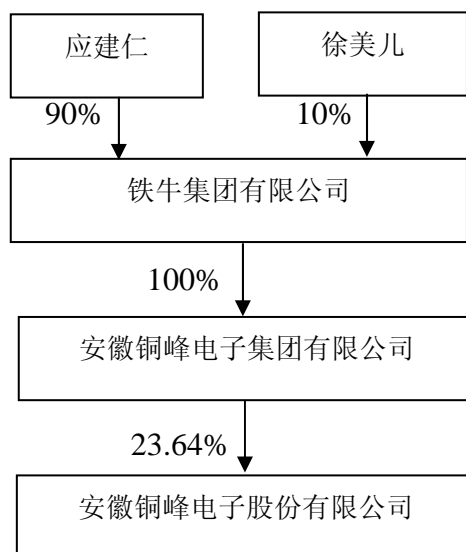 应建仁
徐美儿
90%
10%
铁牛集团有限公司
100%
安徽铜峰电子集团有限公司
23.64%
安徽铜峰电子股份有限公司